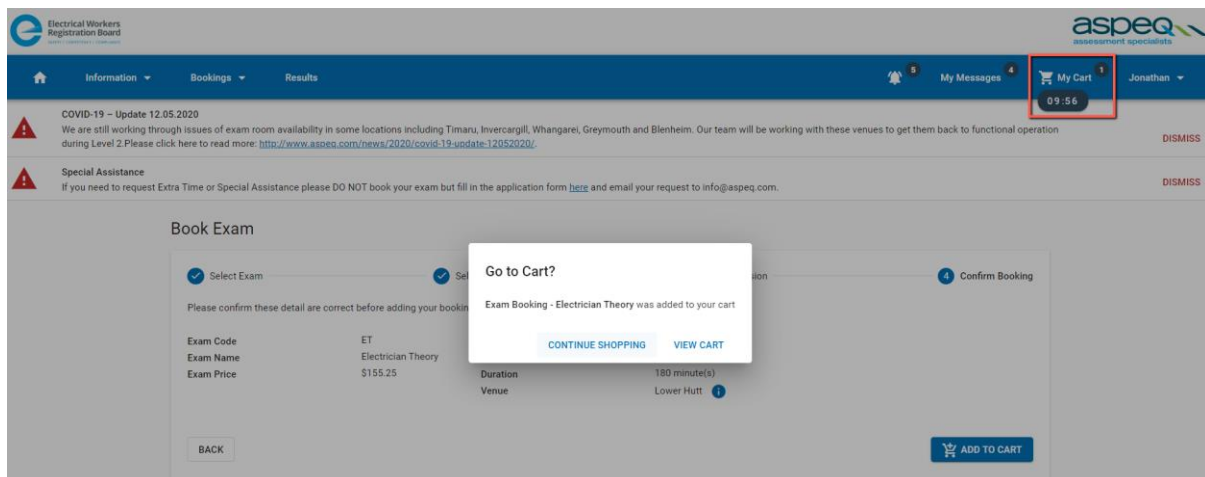 Electrical Workers
Registration Board
aspeq
assessment specialists
Information
Bookings
Results
5
My Messages 4
My Cart 1
Jonathan
09:56
COVID-19 – Update 12.05.2020
We are still working through issues of exam room availability in some locations including Timaru, Invercargill, Whangarei, Greymouth and Blenheim. Our team will be working with these venues to get them back to functional operation
during Level 2.Please click here to read more: http://www.aspeq.com/news/2020/covid-19-update-12052020/.
DISMISS
Special Assistance
If you need to request Extra Time or Special Assistance please DO NOT book your exam but fill in the application form here and email your request to info@aspeq.com.
DISMISS
Book Exam
Select Exam
Sel
sion
4 Confirm Booking
Please confirm these detail are correct before adding your bookin
Go to Cart?
Exam Booking - Electrician Theory was added to your cart
CONTINUE SHOPPING
VIEW CART
Exam Code ET
Exam Name Electrician Theory
Exam Price $155.25
Duration 180 minute(s)
Venue Lower Hutt
BACK
ADD TO CART